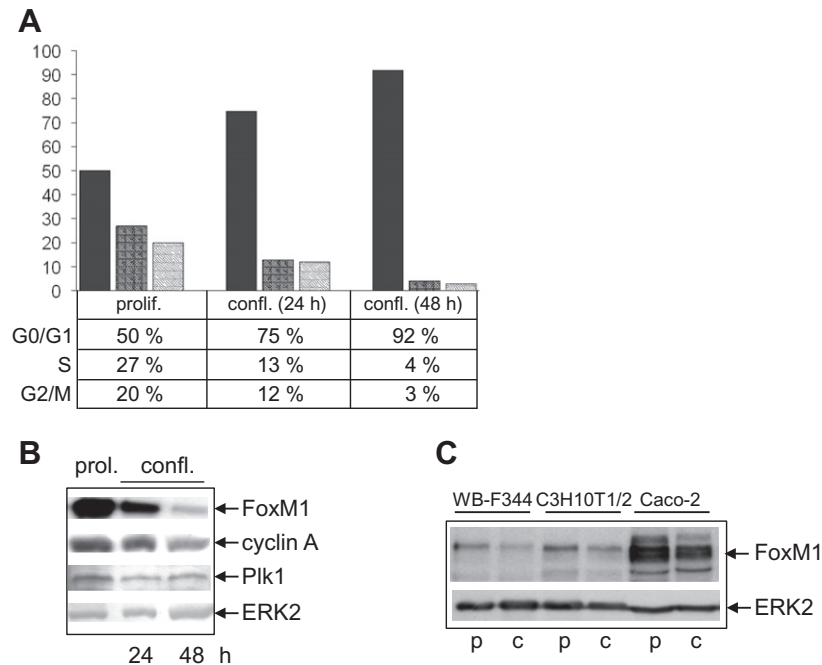 A
100
90
80
70
60
50
40
30
20
10
0
prolif. confl. (24 h) confl. (48 h)
G0/G1 50 % 75 % 92 %
S 27 % 13 % 4 %
G2/M 20 % 12 % 3 %
B
prol. confl.
FoxM1
cyclin A
Plk1
ERK2
24 48 h
C
WB-F344 C3H10T1/2 Caco-2
FoxM1
ERK2
p c p c p c